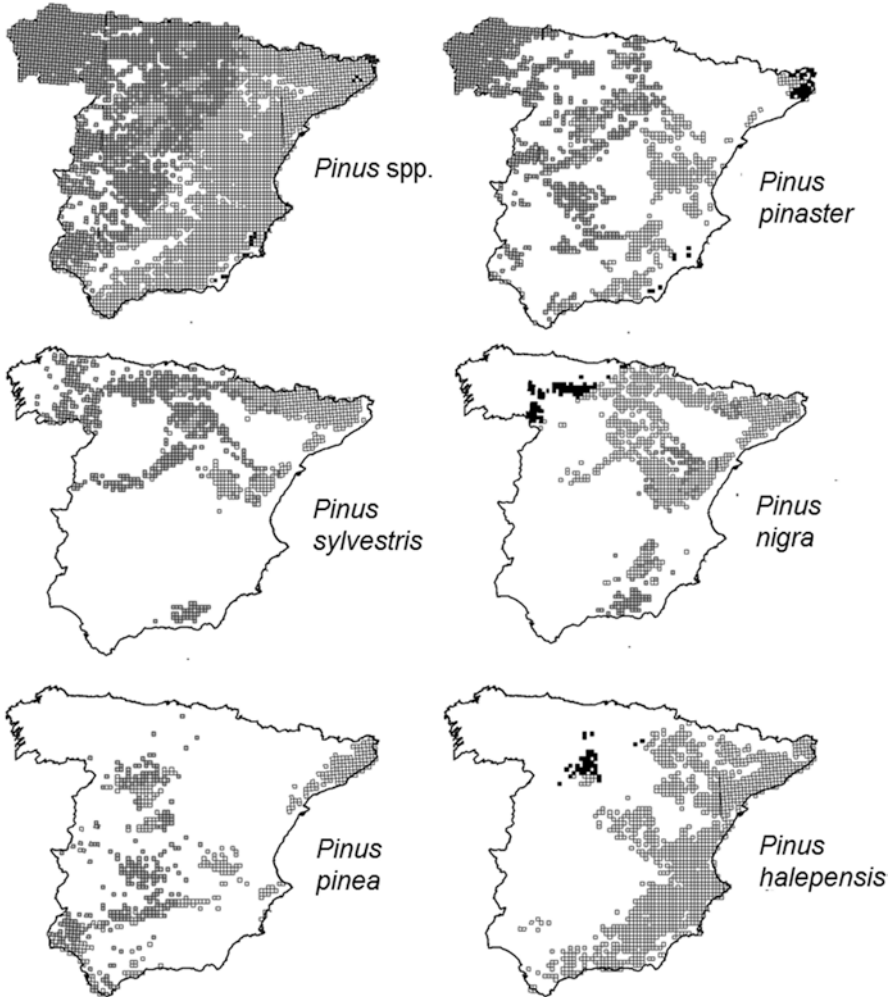 Pinus spp.
Pinus
pinaster
Pinus
sylvestris
Pinus
nigra
Pinus
pinea
Pinus
halepensis